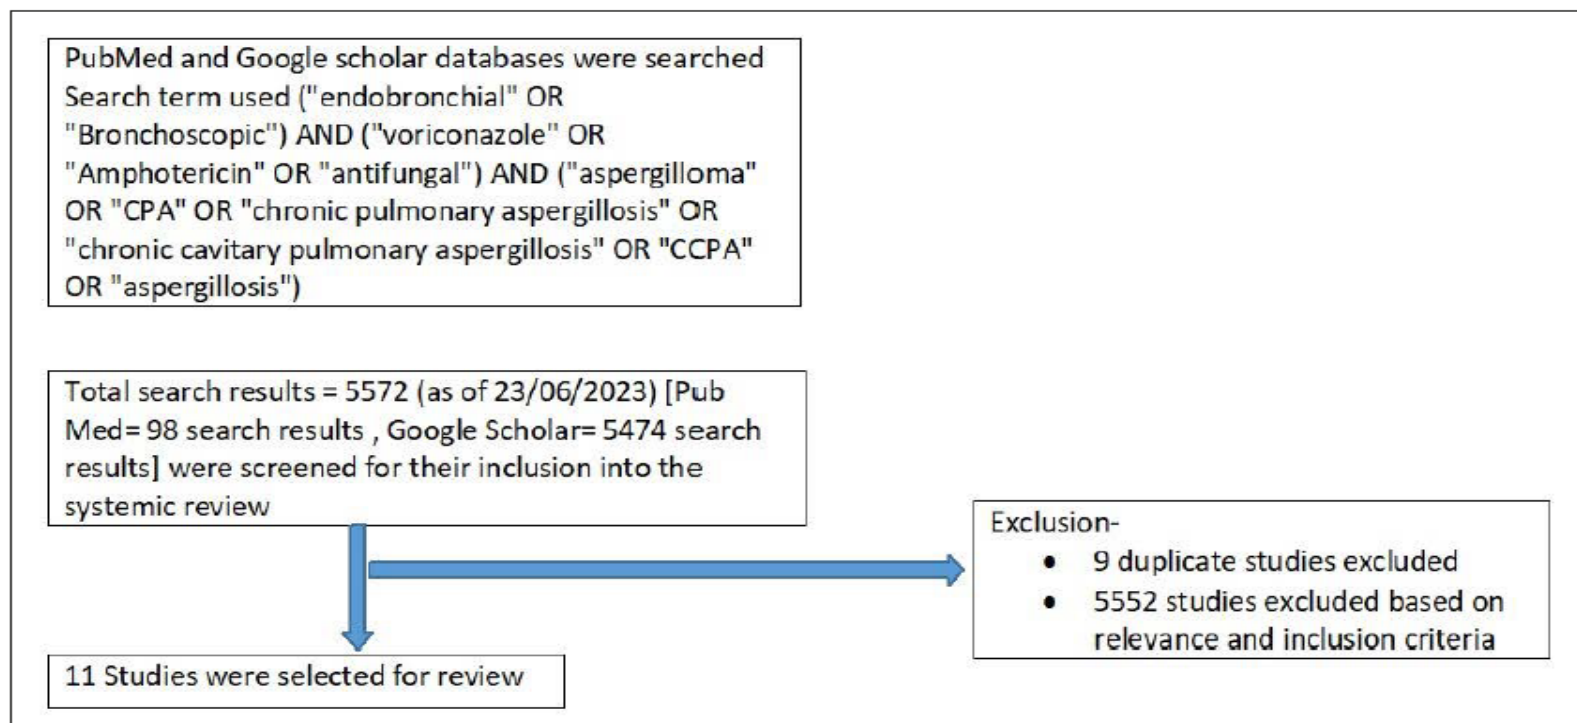 PubMed and Google scholar databases were searched
Search term used ("endobronchial" OR
"Bronchoscopic") AND ("voriconazole" OR
"Amphotericin" OR "antifungal") AND ("aspergilloma"
OR "CPA" OR "chronic pulmonary aspergillosis" OR
"chronic cavitary pulmonary aspergillosis" OR "CCPA"
OR "aspergillosis")
Total search results = 5572 (as of 23/06/2023) [Pub
Med= 98 search results , Google Scholar= 5474 search
results] were screened for their inclusion into the
systemic review
Exclusion-
• 9 duplicate studies excluded
• 5552 studies excluded based on
relevance and inclusion criteria
11 Studies were selected for review